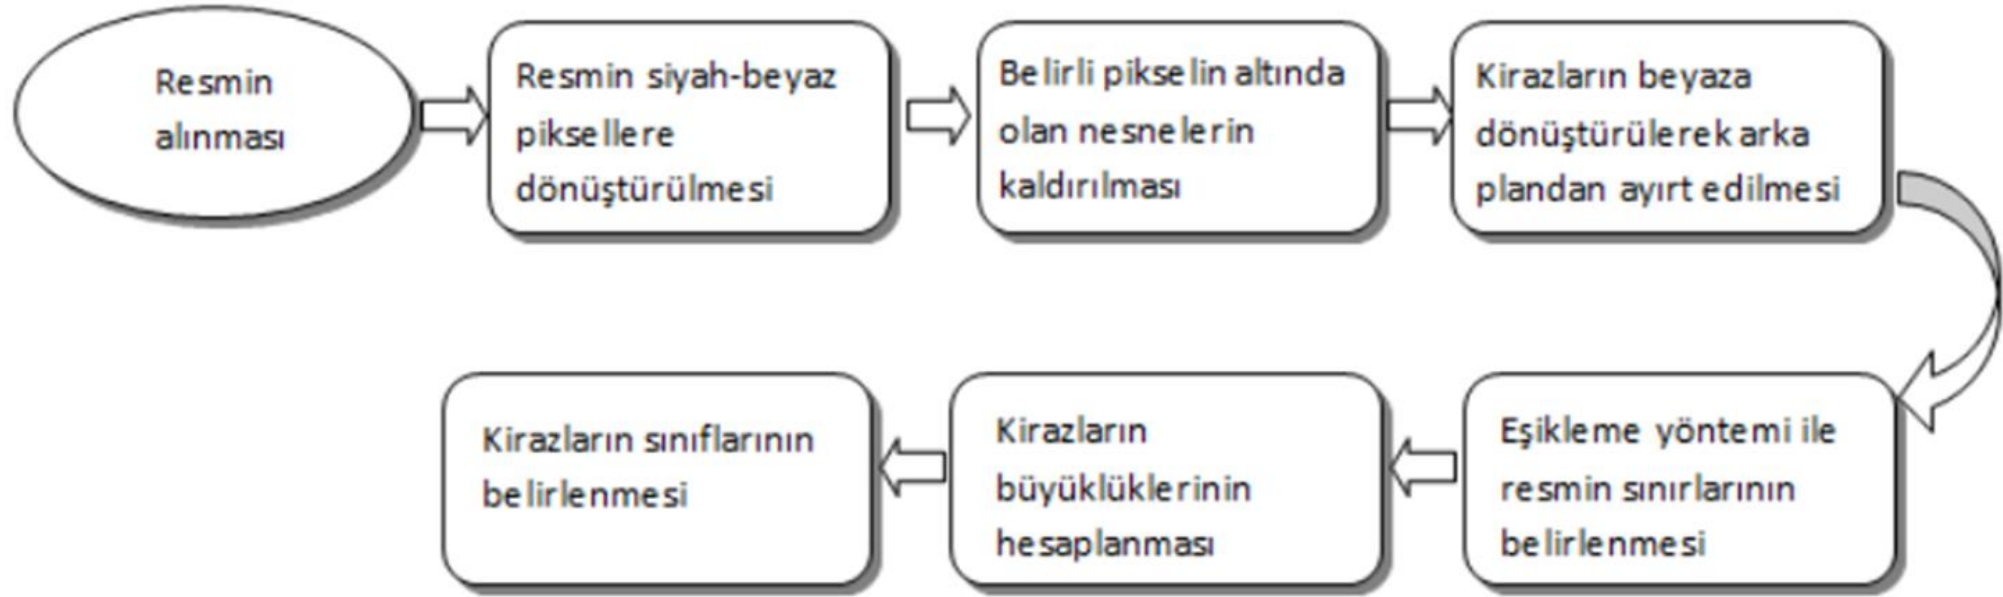 Resmin
alınması
Resmin siyah-beyaz
piksellere
dönüştürülmesi
Belirli pikselin altında
olan nesnelerin
kaldırılması
Kirazların beyaza
dönüştürülerek arka
plandan ayırt edilmesi
Eşikleme yöntemi ile
resmin sınırlarının
belirlenmesi
Kirazların
büyüklüklerinin
hesaplanması
Kirazların sınıflarının
belirlenmesi